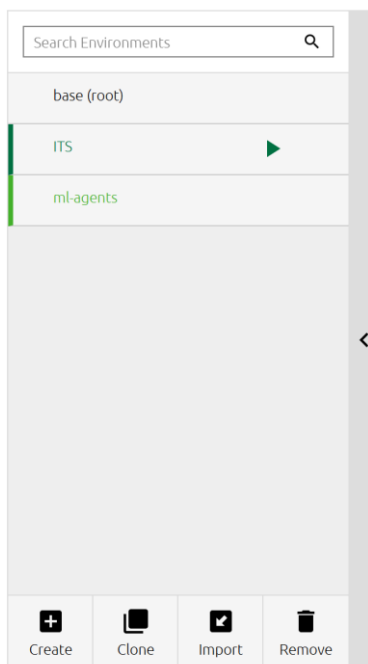 Search Environments
base (root)
ITS
ml-agents
Create Clone Import Remove